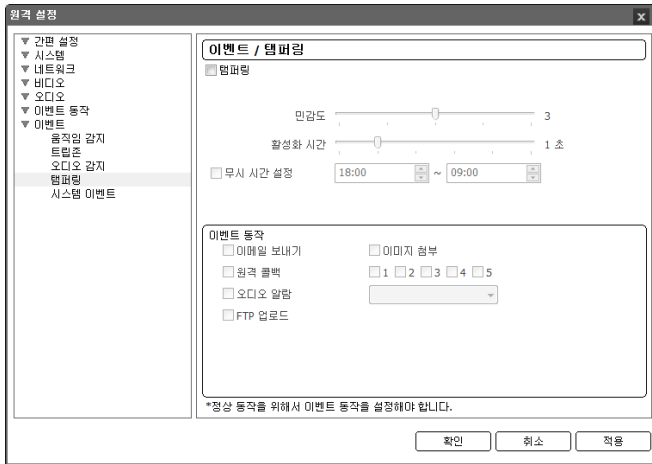 원격 설정
x
▼ 간편 설정
▼ 시스템
▼ 네트워크
▼ 비디오
▼ 오디오
▼ 이벤트 동작
▼ 이벤트
움직임 감지
트립존
오디오 감지
탬퍼링
시스템 이벤트
이벤트 / 탬퍼링
탬퍼링
민감도 3
활성화 시간 1 초
무시 시간 설정 18:00 ~ 09:00
이벤트 동작
이메일 보내기 이미지 첨부
원격 콜백 1 2 3 4 5
오디오 알람
FTP 업로드
*정상 동작을 위해서 이벤트 동작을 설정해야 합니다.
확인 취소 적용